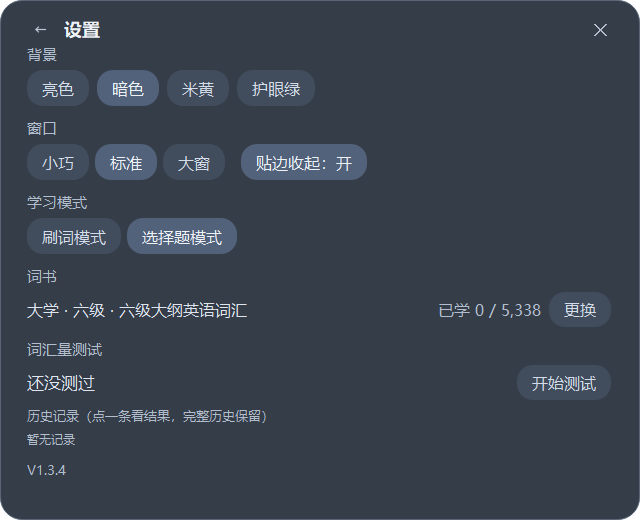 ← 设置
背景
亮色 暗色 米黄 护眼绿
窗口
小巧 标准 大窗 贴边收起：开
学习模式
刷词模式 选择题模式
词书
大学 · 六级 · 六级大纲英语词汇 已学 0 / 5,338 更换
词汇量测试
还没测过 开始测试
历史记录（点一条看结果，完整历史保留）
暂无记录
V1.3.4